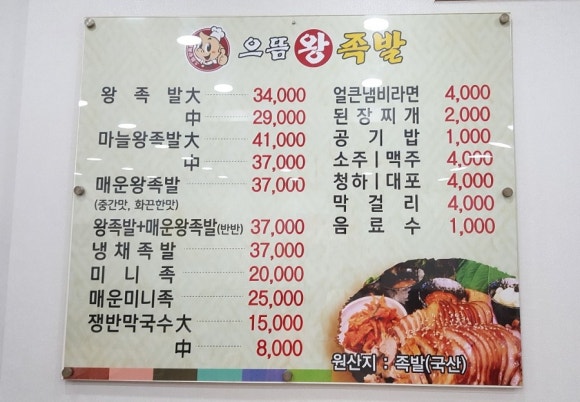 으뜸 왕 족발
왕족발 大 34,000
中 29,000
마늘왕족발 大 41,000
中 37,000
매운왕족발 37,000
(중간맛, 화끈한맛)
왕족발+매운왕족발(반반) 37,000
냉채족발 37,000
미니족 20,000
매운미니족 25,000
쟁반막국수 大 15,000
中 8,000
얼큰냄비라면 4,000
된장찌개 2,000
공기밥 1,000
소주 | 맥주 4,000
청하 | 대포 4,000
막걸리 4,000
음료수 1,000
원산지 : 족발(국산)